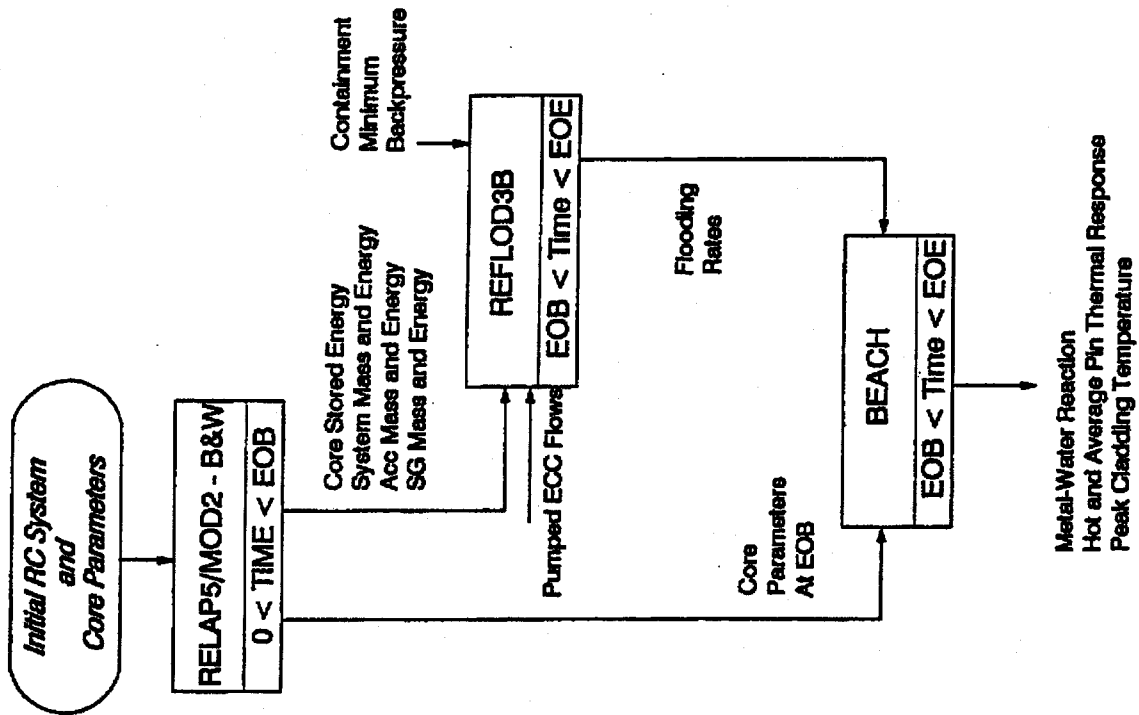 Initial RC System
and
Core Parameters
RELAP5/MOD2 - B&W
0 < TIME < EOB
Core Stored Energy
System Mass and Energy
Acc Mass and Energy
SG Mass and Energy
Containment
Minimum
Backpressure
Pumped ECC Flows
REFLOD3B
EOB < Time < EOE
Core
Parameters
At EOB
Flooding
Rates
BEACH
EOB < Time < EOE
Metal-Water Reaction
Hot and Average Pin Thermal Response
Peak Cladding Temperature